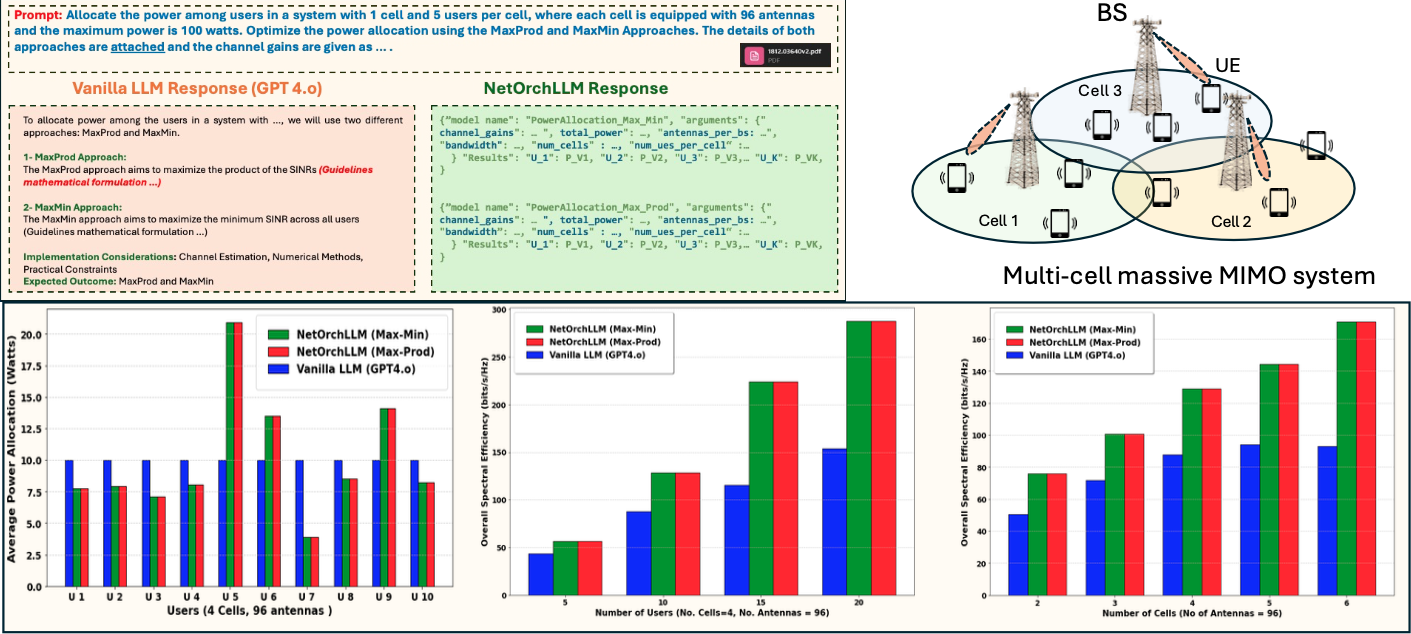 Prompt: Allocate the power among users in a system with 1 cell and 5 users per cell, where each cell is equipped with 96 antennas
and the maximum power is 100 watts. Optimize the power allocation using the MaxProd and MaxMin Approaches. The details of both
approaches are attached and the channel gains are given as ... .
1812.03640v2.pdf
PDF
Vanilla LLM Response (GPT 4.o)
To allocate power among the users in a system with ..., we will use two different
approaches: MaxProd and MaxMin.
1- MaxProd Approach:
The MaxProd approach aims to maximize the product of the SINRs (Guidelines
mathematical formulation ...)
2- MaxMin Approach:
The MaxMin approach aims to maximize the minimum SINR across all users
(Guidelines mathematical formulation ...)
Implementation Considerations: Channel Estimation, Numerical Methods,
Practical Constraints
Expected Outcome: MaxProd and MaxMin
NetOrchLLM Response
{"model name": "PowerAllocation_Max_Min", "arguments": {"
channel_gains": … ", total_power": …, "antennas_per_bs: …",
"bandwidth": …, "num_cells" : …, "num_ues_per_cell“ :…
} "Results": "U_1": P_V1, "U_2": P_V2, "U_3": P_V3,… "U_K": P_VK,
}
{"model name": "PowerAllocation_Max_Prod", "arguments": {"
channel_gains": … ", total_power": …, "antennas_per_bs: …",
"bandwidth": …, "num_cells" : …, "num_ues_per_cell“ :…
} "Results": "U_1": P_V1, "U_2": P_V2, "U_3": P_V3,… "U_K": P_VK,
}
BS
UE
Cell 3
Cell 1
Cell 2
Multi-cell massive MIMO system
Average Power Allocation (Watts)
20.0
17.5
15.0
12.5
10.0
7.5
5.0
2.5
0.0
NetOrchLLM (Max-Min)
NetOrchLLM (Max-Prod)
Vanilla LLM (GPT4.o)
U 1 U 2 U 3 U 4 U 5 U 6 U 7 U 8 U 9 U 10
Users (4 Cells, 96 antennas )
Overall Spectral Efficiency (bits/s/Hz)
300
250
200
150
100
50
0
NetOrchLLM (Max-Min)
NetOrchLLM (Max-Prod)
Vanilla LLM (GPT4.o)
5 10 15 20
Number of Users (No. Cells=4, No. Antennas = 96)
Overall Spectral Efficiency (bits/s/Hz)
160
140
120
100
80
60
40
20
0
NetOrchLLM (Max-Min)
NetOrchLLM (Max-Prod)
Vanilla LLM (GPT4.o)
2 3 4 5 6
Number of Cells (No of Antennas = 96)